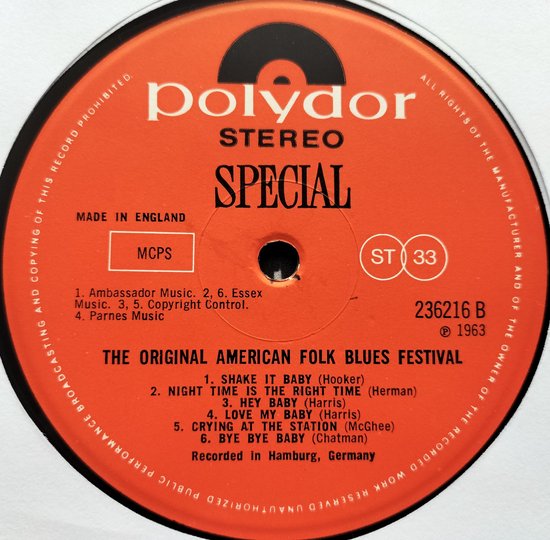 polydor
STEREO
SPECIAL
MADE IN ENGLAND
MCPS
ST 33
1. Ambassador Music. 2, 6. Essex
Music. 3, 5. Copyright Control.
4. Parnes Music
236216 B
℗ 1963
THE ORIGINAL AMERICAN FOLK BLUES FESTIVAL
1. SHAKE IT BABY (Hooker)
2. NIGHT TIME IS THE RIGHT TIME (Herman)
3. HEY BABY (Harris)
4. LOVE MY BABY (Harris)
5. CRYING AT THE STATION (McGhee)
6. BYE BYE BABY (Chatman)
Recorded in Hamburg, Germany
ALL RIGHTS OF THE MANUFACTURER AND OF THE OWNER OF THE RECORDED WORK RESERVED UNAUTHORIZED PUBLIC PERFORMANCE BROADCASTING AND COPYING OF THIS RECORD PROHIBITED.